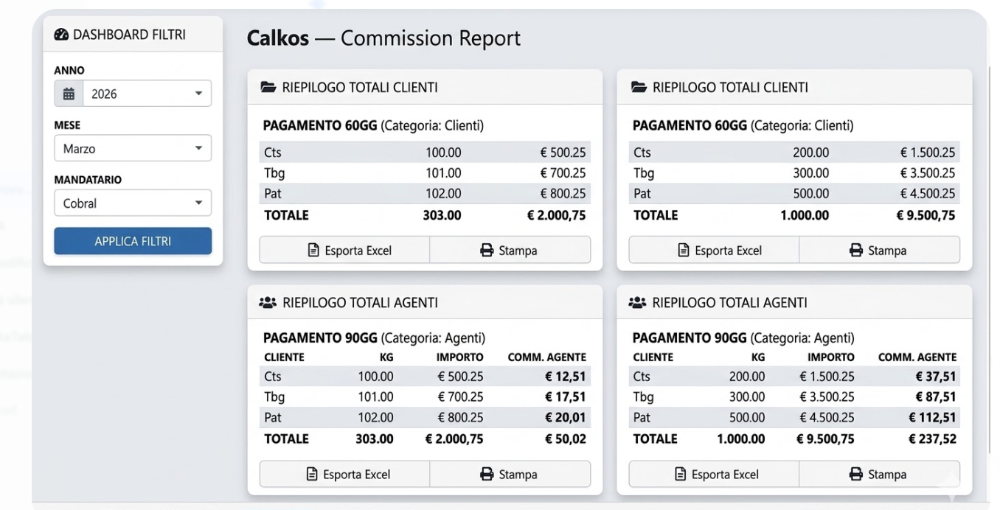 DASHBOARD FILTRI
ANNO
2026
MESE
Marzo
MANDATARIO
Cobral
APPLICA FILTRI
Calkos — Commission Report
RIEPILOGO TOTALI CLIENTI
PAGAMENTO 60GG (Categoria: Clienti)
Cts 100.00 € 500.25
Tbg 101.00 € 700.25
Pat 102.00 € 800.25
TOTALE 303.00 € 2.000,75
Esporta Excel Stampa
RIEPILOGO TOTALI CLIENTI
PAGAMENTO 60GG (Categoria: Clienti)
Cts 200.00 € 1.500.25
Tbg 300.00 € 3.500.25
Pat 500.00 € 4.500.25
TOTALE 1.000.00 € 9.500,75
Esporta Excel Stampa
RIEPILOGO TOTALI AGENTI
PAGAMENTO 90GG (Categoria: Agenti)
CLIENTE KG IMPORTO COMM. AGENTE
Cts 100.00 € 500.25 € 12,51
Tbg 101.00 € 700.25 € 17,51
Pat 102.00 € 800.25 € 20,01
TOTALE 303.00 € 2.000,75 € 50,02
Esporta Excel Stampa
RIEPILOGO TOTALI AGENTI
PAGAMENTO 90GG (Categoria: Agenti)
CLIENTE KG IMPORTO COMM. AGENTE
Cts 200.00 € 1.500.25 € 37,51
Tbg 300.00 € 3.500.25 € 87,51
Pat 500.00 € 4.500.25 € 112,51
TOTALE 1.000.00 € 9.500,75 € 237,52
Esporta Excel Stampa